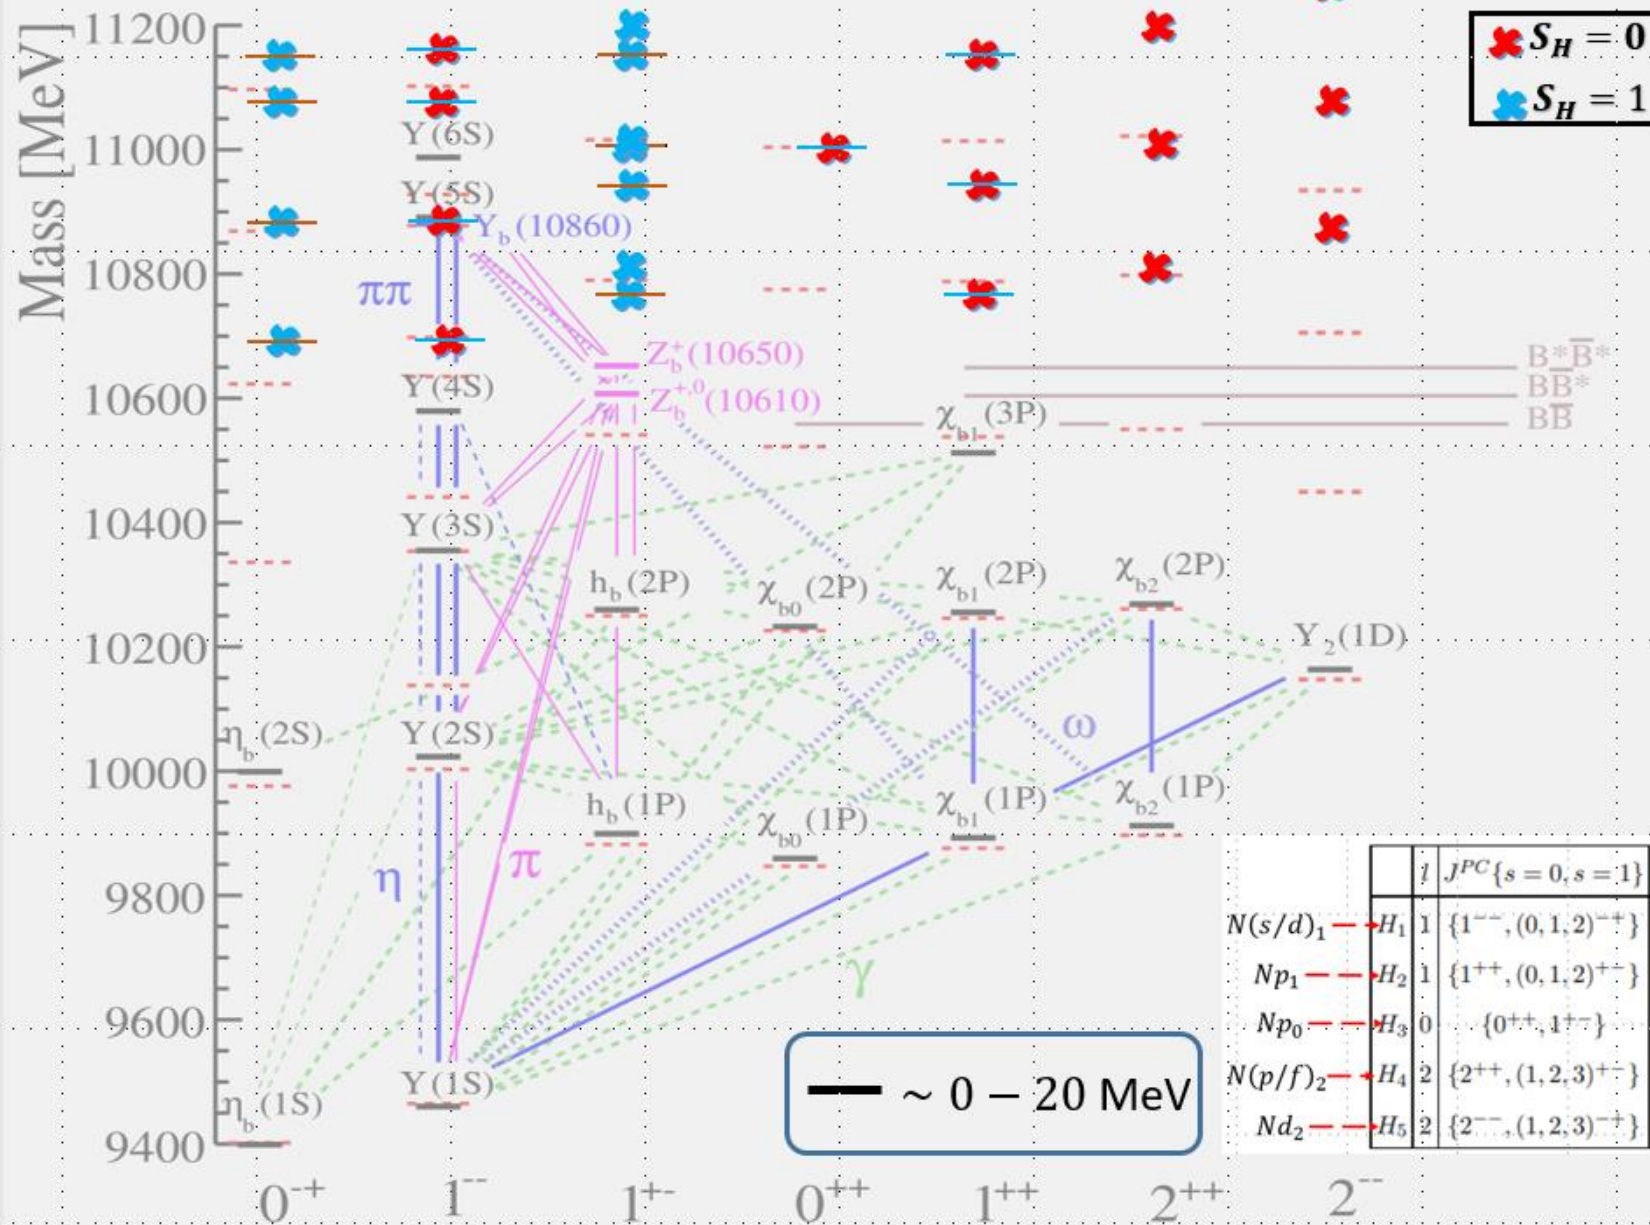 Mass [MeV]
11200
11000
10800
10600
10400
10200
10000
9800
9600
9400
S_H = 0
S_H = 1
Υ(6S)
Υ(5S)
Y_b(10860)
ππ
Z_b^+(10650)
Z_b^{+,0}(10610)
B*B̅*
BB̅*
BB̅
Υ(4S)
χ_b1(3P)
Υ(3S)
h_b(2P)
χ_b0(2P)
χ_b1(2P)
χ_b2(2P)
Υ_2(1D)
η_b(2S)
Υ(2S)
ω
h_b(1P)
χ_b0(1P)
χ_b1(1P)
χ_b2(1P)
η
π
γ
Υ(1S)
η_b(1S)
~ 0 − 20 MeV
l J^{PC}{s = 0, s = 1}
N(s/d)_1 H_1 1 {1^{--}, (0, 1, 2)^{-+}}
Np_1 H_2 1 {1^{++}, (0, 1, 2)^{+-}}
Np_0 H_3 0 {0^{++}, 1^{+-}}
N(p/f)_2 H_4 2 {2^{++}, (1, 2, 3)^{+-}}
Nd_2 H_5 2 {2^{--}, (1, 2, 3)^{-+}}
0^{-+} 1^{--} 1^{+-} 0^{++} 1^{++} 2^{++} 2^{--}